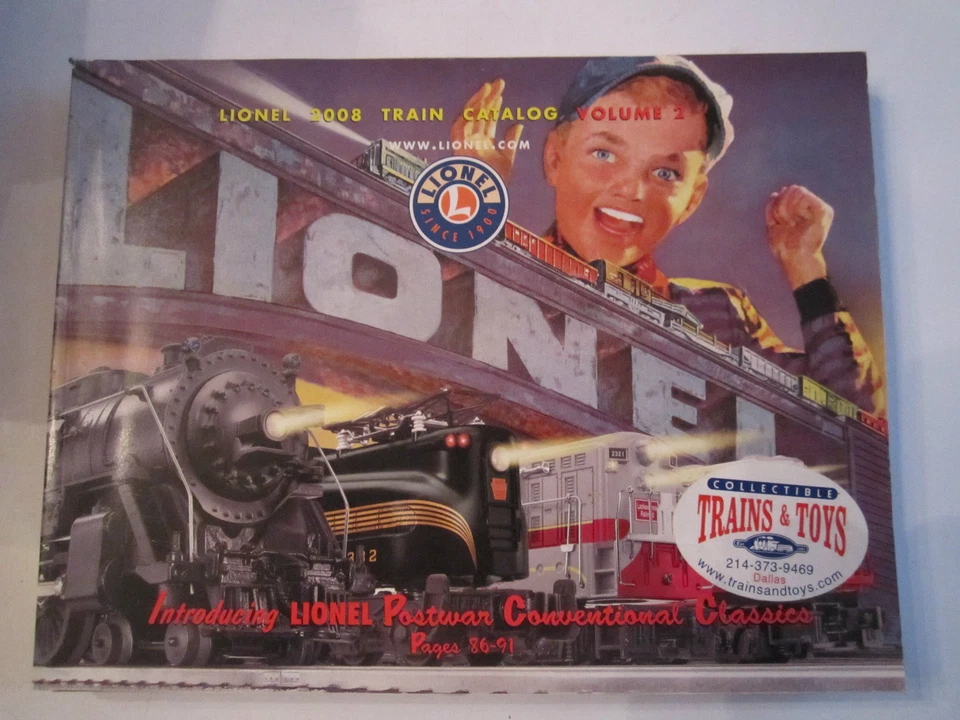 LIONEL 2008 TRAIN CATALOG VOLUME 2
WWW.LIONEL.COM
LIONEL
L
SINCE 1900
LIONEL
2321
COLLECTIBLE
TRAINS & TOYS
214-373-9469
Dallas
www.trainsandtoys.com
Introducing LIONEL Postwar Conventional Classics
Pages 86-91